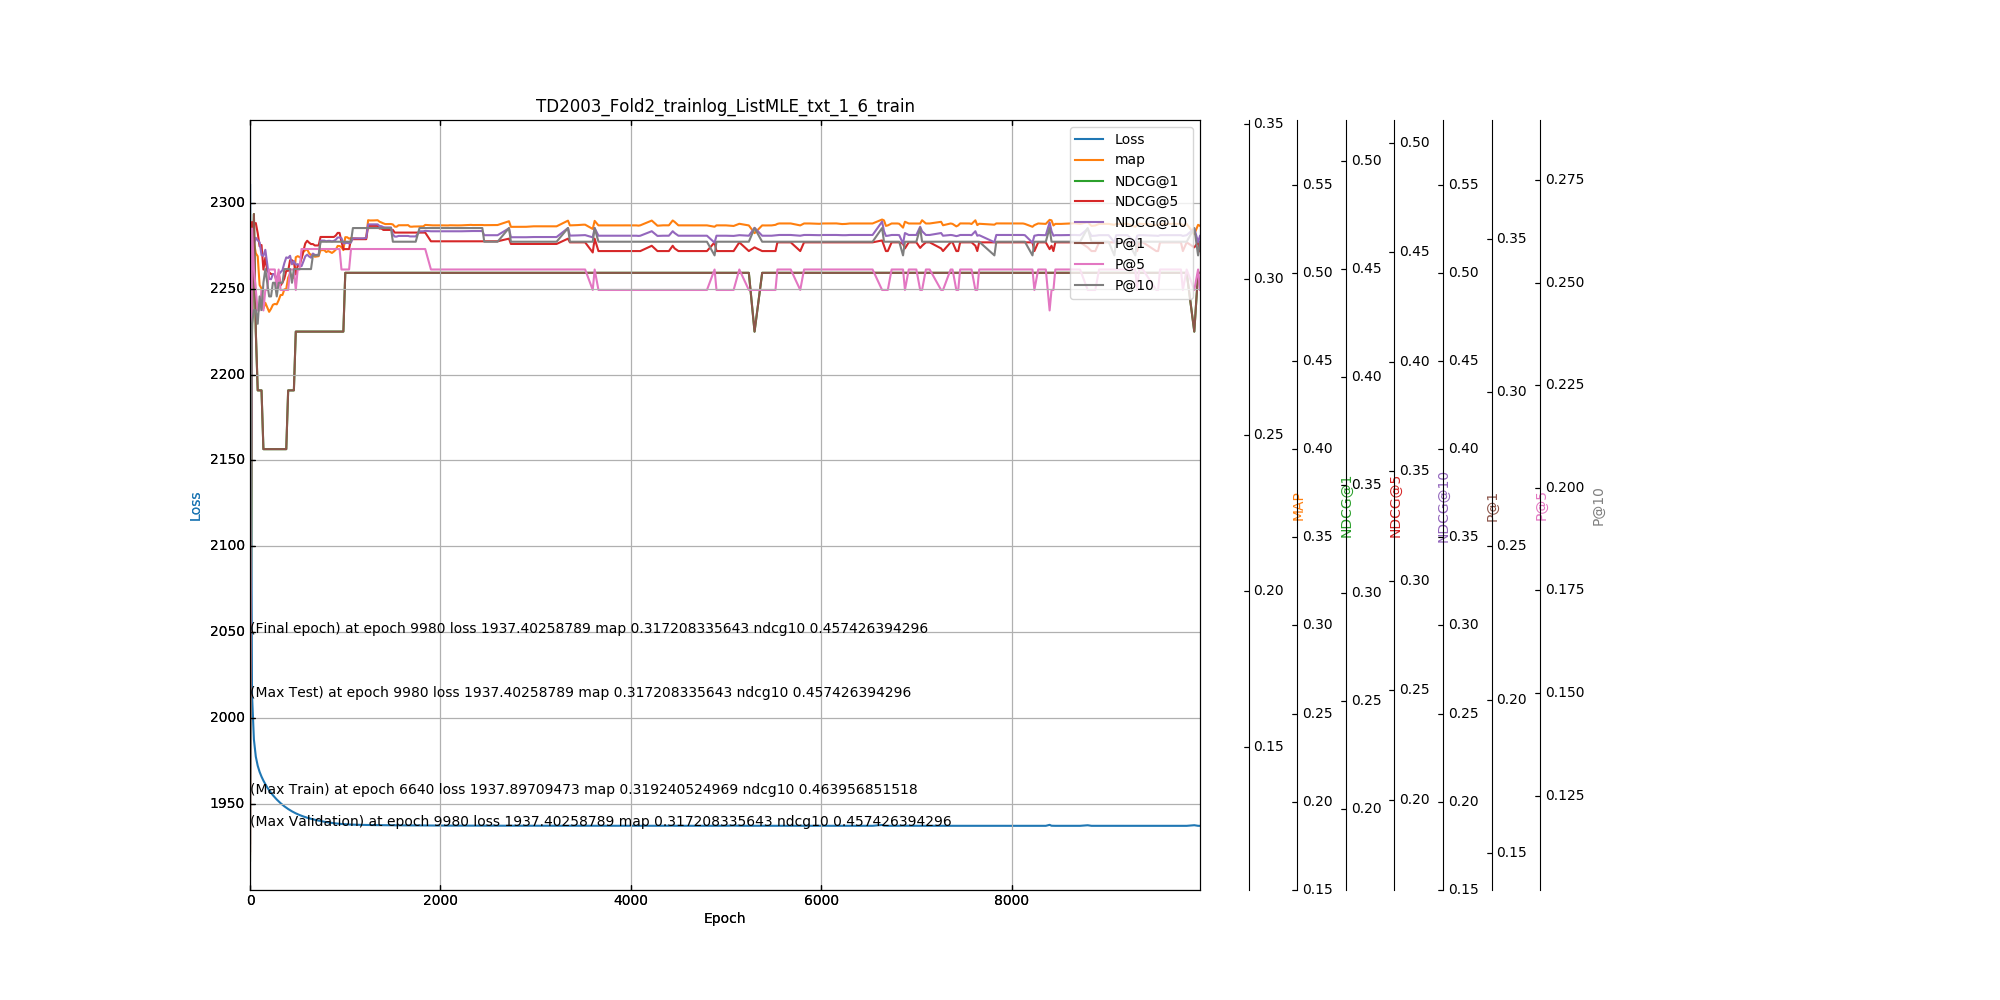 TD2003_Fold2_trainlog_ListMLE_txt_1_6_train
Loss
map
NDCG@1
NDCG@5
NDCG@10
P@1
P@5
P@10
2300
2250
2200
2150
2100
2050
2000
1950
Loss
(Final epoch) at epoch 9980 loss 1937.40258789 map 0.317208335643 ndcg10 0.457426394296
(Max Test) at epoch 9980 loss 1937.40258789 map 0.317208335643 ndcg10 0.457426394296
(Max Train) at epoch 6640 loss 1937.89709473 map 0.319240524969 ndcg10 0.463956851518
(Max Validation) at epoch 9980 loss 1937.40258789 map 0.317208335643 ndcg10 0.457426394296
0 2000 4000 6000 8000
Epoch
0.35
0.30
0.25
0.20
0.15
MAP
0.55
0.50
0.45
0.40
0.35
0.30
0.25
0.20
0.15
NDCG@1
0.50
0.45
0.40
0.35
0.30
0.25
0.20
NDCG@5
0.50
0.45
0.40
0.35
0.30
0.25
0.20
NDCG@10
0.55
0.50
0.45
0.40
0.35
0.30
0.25
0.20
0.15
P@1
0.35
0.30
0.25
0.20
0.15
P@5
0.275
0.250
0.225
0.200
0.175
0.150
0.125
P@10